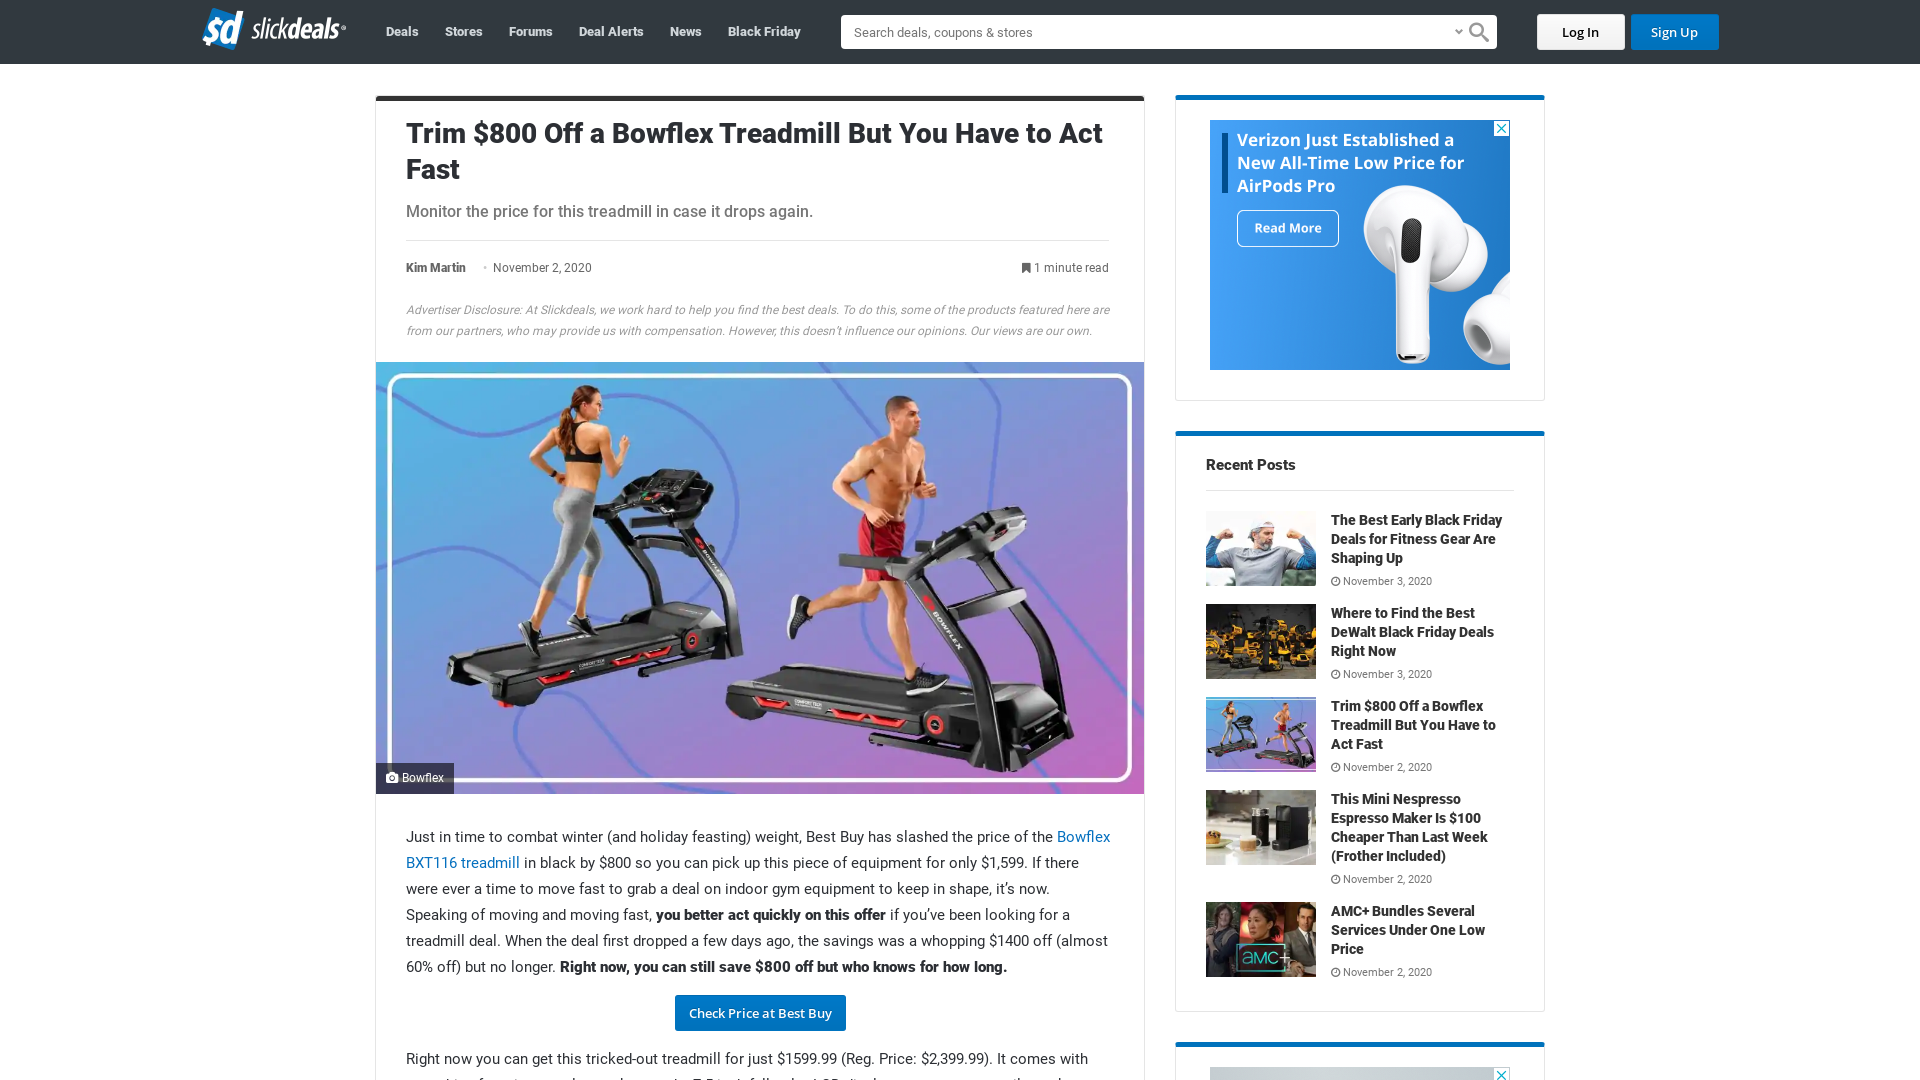 sd slickdeals
Deals
Stores
Forums
Deal Alerts
News
Black Friday
Search deals, coupons & stores
Log In
Sign Up
Trim $800 Off a Bowflex Treadmill But You Have to Act
Fast
Monitor the price for this treadmill in case it drops again.
Kim Martin • November 2, 2020
1 minute read
Advertiser Disclosure: At Slickdeals, we work hard to help you find the best deals. To do this, some of the products featured here are
from our partners, who may provide us with compensation. However, this doesn't influence our opinions. Our views are our own.
BOWFLEX
COMFORT TECH
BOWFLEX
COMFORT TECH
Bowflex
Just in time to combat winter (and holiday feasting) weight, Best Buy has slashed the price of the Bowflex
BXT116 treadmill in black by $800 so you can pick up this piece of equipment for only $1,599. If there
were ever a time to move fast to grab a deal on indoor gym equipment to keep in shape, it’s now.
Speaking of moving and moving fast, you better act quickly on this offer if you’ve been looking for a
treadmill deal. When the deal first dropped a few days ago, the savings was a whopping $1400 off (almost
60% off) but no longer. Right now, you can still save $800 off but who knows for how long.
Check Price at Best Buy
Right now you can get this tricked-out treadmill for just $1599.99 (Reg. Price: $2,399.99). It comes with
Verizon Just Established a
New All-Time Low Price for
AirPods Pro
Read More
Recent Posts
The Best Early Black Friday
Deals for Fitness Gear Are
Shaping Up
November 3, 2020
Where to Find the Best
DeWalt Black Friday Deals
Right Now
November 3, 2020
Trim $800 Off a Bowflex
Treadmill But You Have to
Act Fast
November 2, 2020
This Mini Nespresso
Espresso Maker Is $100
Cheaper Than Last Week
(Frother Included)
November 2, 2020
aMC+
AMC+ Bundles Several
Services Under One Low
Price
November 2, 2020